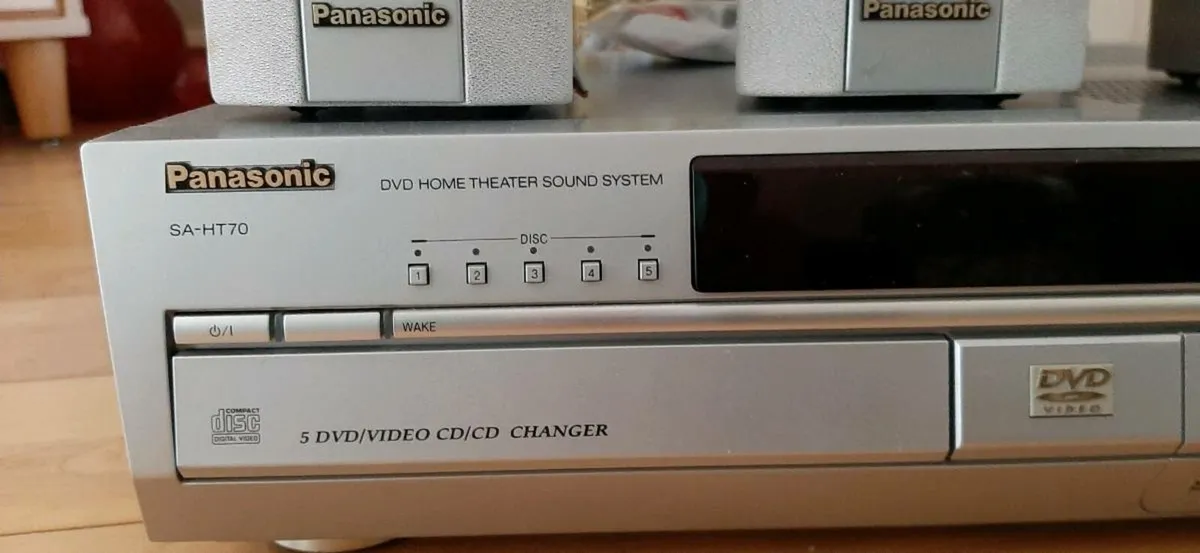 Panasonic
Panasonic
Panasonic
DVD HOME THEATER SOUND SYSTEM
SA-HT70
DISC
1 2 3 4 5
⏻/I
WAKE
COMPACT
disc
DIGITAL VIDEO
5 DVD/VIDEO CD/CD CHANGER
DVD
VIDEO